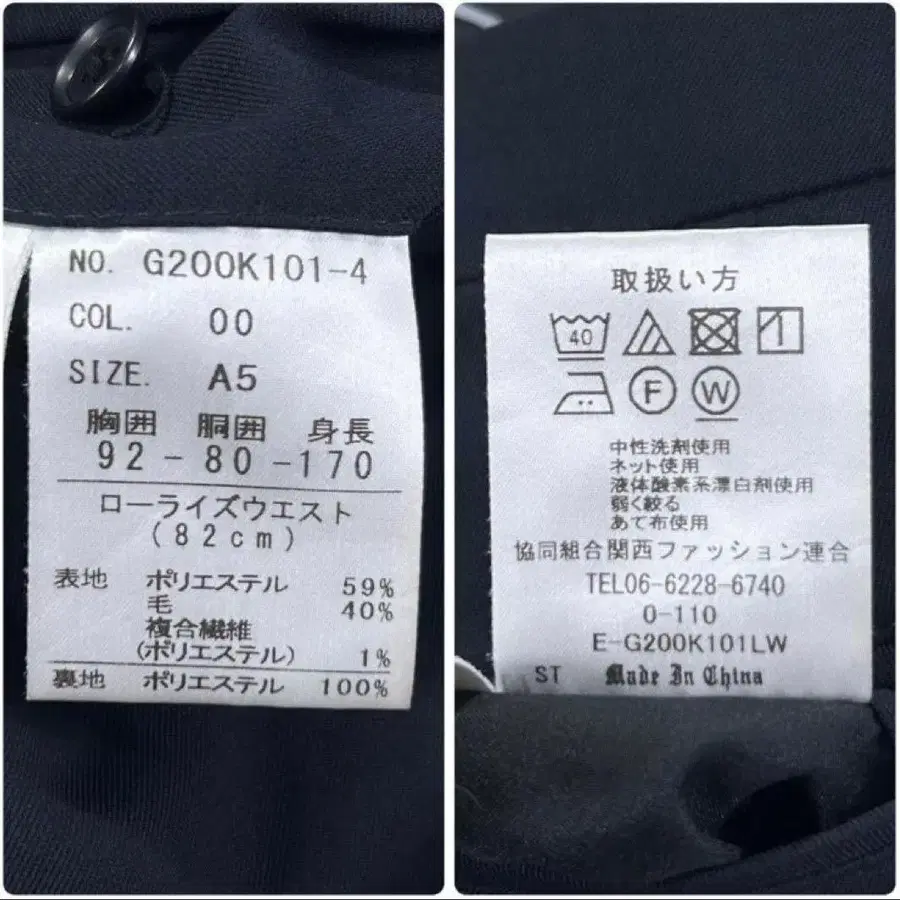 NO. G200K101-4
COL. 00
SIZE. A5
胸囲 胴囲 身長
92-80-170
ローライズウエスト
(82cm)
表地 ポリエステル 59%
毛 40%
複合繊維
(ポリエステル) 1%
裏地 ポリエステル 100%
取扱い方
40 1
F W
中性洗剤使用
ネット使用
液体酸素系漂白剤使用
弱く絞る
あて布使用
協同組合関西ファッション連合
TEL06-6228-6740
0-110
E-G200K101LW
ST Made In China